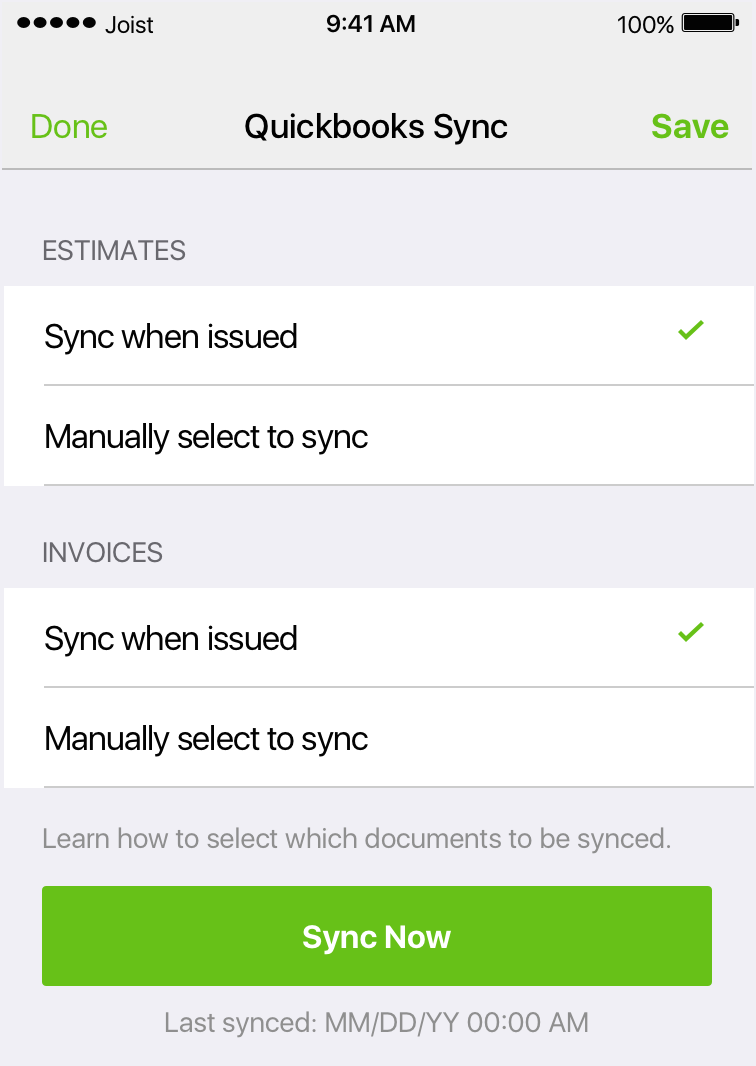 Joist 9:41 AM 100%
Done Quickbooks Sync Save
ESTIMATES
Sync when issued
Manually select to sync
INVOICES
Sync when issued
Manually select to sync
Learn how to select which documents to be synced.
Sync Now
Last synced: MM/DD/YY 00:00 AM